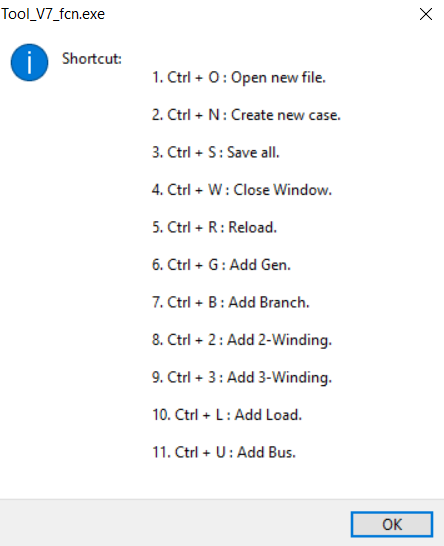 Tool_V7_fcn.exe
Shortcut:
1. Ctrl + O : Open new file.
2. Ctrl + N : Create new case.
3. Ctrl + S : Save all.
4. Ctrl + W : Close Window.
5. Ctrl + R : Reload.
6. Ctrl + G : Add Gen.
7. Ctrl + B : Add Branch.
8. Ctrl + 2 : Add 2-Winding.
9. Ctrl + 3 : Add 3-Winding.
10. Ctrl + L : Add Load.
11. Ctrl + U : Add Bus.
OK